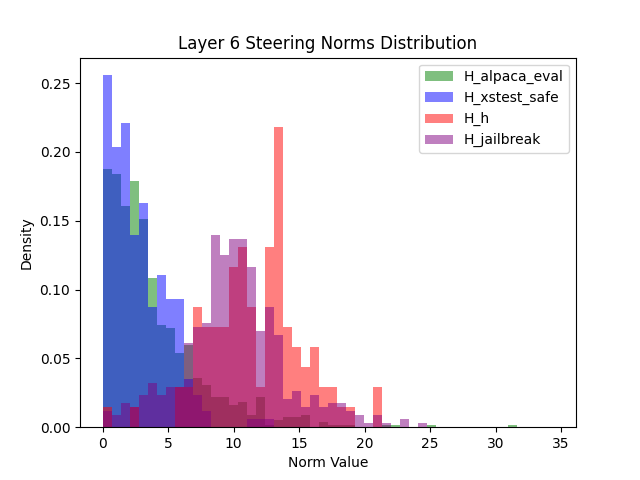 Layer 6 Steering Norms Distribution
H_alpaca_eval
H_xstest_safe
H_h
H_jailbreak
Density
0.25
0.20
0.15
0.10
0.05
0.00
0 5 10 15 20 25 30 35
Norm Value